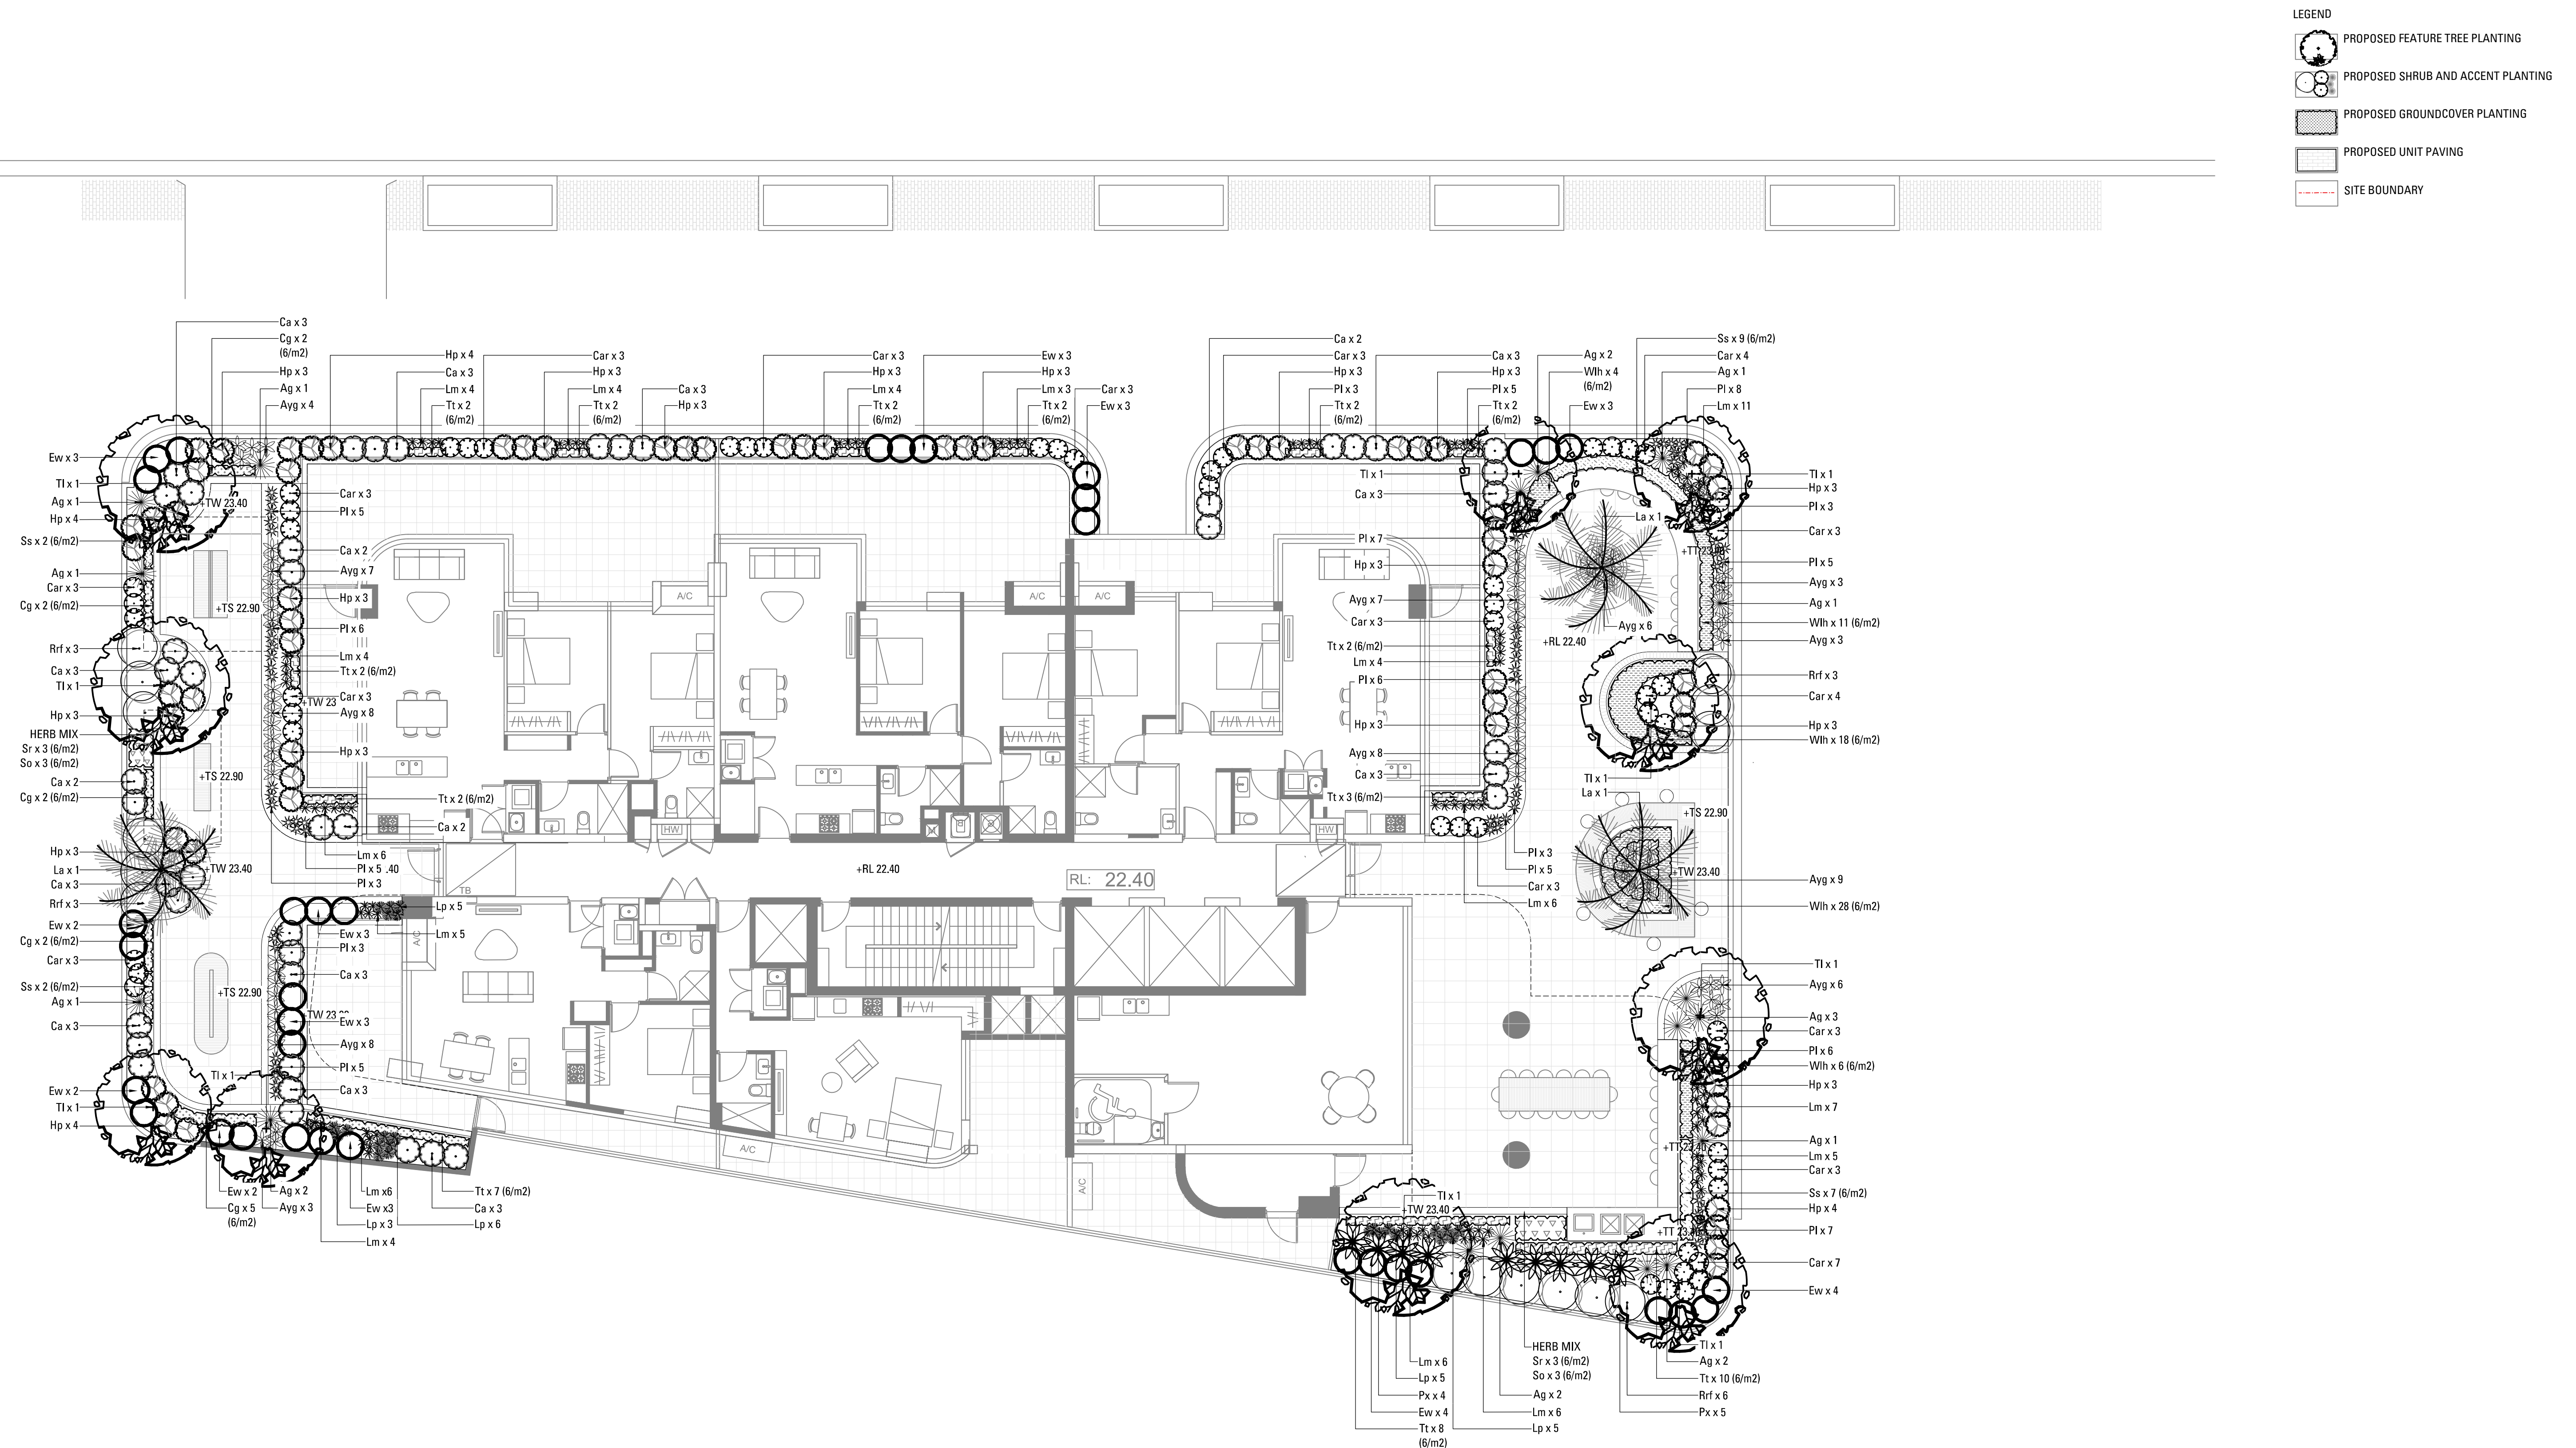 LEGEND
PROPOSED FEATURE TREE PLANTING
PROPOSED SHRUB AND ACCENT PLANTING
PROPOSED GROUNDCOVER PLANTING
PROPOSED UNIT PAVING
SITE BOUNDARY
Ca x 3
Cg x 2
(6/m2)
Hp x 3
Ag x 1
Ayg x 4
Hp x 4
Ca x 3
Lm x 4
Tt x 2
(6/m2)
Car x 3
Hp x 3
Lm x 4
Tt x 2
(6/m2)
Ca x 3
Hp x 3
Car x 3
Hp x 3
Lm x 4
Tt x 2
(6/m2)
Ew x 3
Hp x 3
Lm x 3
Tt x 2
(6/m2)
Car x 3
Ew x 3
Ca x 2
Car x 3
Hp x 3
Pl x 3
Tt x 2
(6/m2)
Ca x 3
Hp x 3
Pl x 5
Tt x 2
(6/m2)
Ag x 2
Wlh x 4
(6/m2)
Ew x 3
Ss x 9 (6/m2)
Car x 4
Ag x 1
Pl x 8
Lm x 11
Ew x 3
Tl x 1
Ag x 1
Hp x 4
Ss x 2 (6/m2)
Ag x 1
Car x 3
Cg x 2 (6/m2)
Rrf x 3
Ca x 3
Tl x 1
Hp x 3
HERB MIX
Sr x 3 (6/m2)
So x 3 (6/m2)
Ca x 2
Cg x 2 (6/m2)
Hp x 3
La x 1
Ca x 3
Rrf x 3
Ew x 2
Cg x 2 (6/m2)
Car x 3
Ss x 2 (6/m2)
Ag x 1
Ca x 3
Ew x 2
Tl x 1
Hp x 4
+TW 23.40
+TS 22.90
+TS 22.90
+TW 23.40
+TS 22.90
Car x 3
Pl x 5
Ca x 2
Ayg x 7
Hp x 3
Pl x 6
Lm x 4
Tt x 2 (6/m2)
Car x 3
+TW 23
Ayg x 8
Hp x 3
Tt x 2 (6/m2)
Ca x 2
Lm x 6
Pl x 5 .40
Pl x 3
Lp x 5
Lm x 5
Ew x 3
Pl x 3
Ca x 3
TW 23
Ew x 3
Ayg x 8
Pl x 5
Tl x 1
Ca x 3
Ew x 2
Cg x 5
(6/m2)
Ag x 2
Ayg x 3
Lm x6
Ew x3
Lp x 3
Lm x 4
Tt x 7 (6/m2)
Ca x 3
Lp x 6
A/C
A/C
A/C
HW
HW
TB
A/C
A/C
A/C
+RL 22.40
RL: 22.40
Tl x 1
Ca x 3
Pl x 7
Hp x 3
Ayg x 7
Car x 3
Tt x 2 (6/m2)
Lm x 4
Pl x 6
Hp x 3
Ayg x 8
Ca x 3
Tt x 3 (6/m2)
Pl x 3
Pl x 5
Car x 3
Lm x 6
La x 1
Ayg x 6
+RL 22.40
Tl x 1
La x 1
+TS 22.90
+TW 23.40
Tl x 1
Hp x 3
Pl x 3
Car x 3
Pl x 5
Ayg x 3
Ag x 1
Wlh x 11 (6/m2)
Ayg x 3
Rrf x 3
Car x 4
Hp x 3
Wlh x 18 (6/m2)
Ayg x 9
Wlh x 28 (6/m2)
Tl x 1
Ayg x 6
Ag x 3
Car x 3
Pl x 6
Wlh x 6 (6/m2)
Hp x 3
Lm x 7
Ag x 1
Lm x 5
Car x 3
Ss x 7 (6/m2)
Hp x 4
Pl x 7
Car x 7
Ew x 4
Tl x 1
+TW 23.40
Lm x 6
Lp x 5
Px x 4
Ew x 4
Tt x 8
(6/m2)
HERB MIX
Sr x 3 (6/m2)
So x 3 (6/m2)
Ag x 2
Lm x 6
Lp x 5
Tl x 1
Ag x 2
Tt x 10 (6/m2)
Rrf x 6
Px x 5